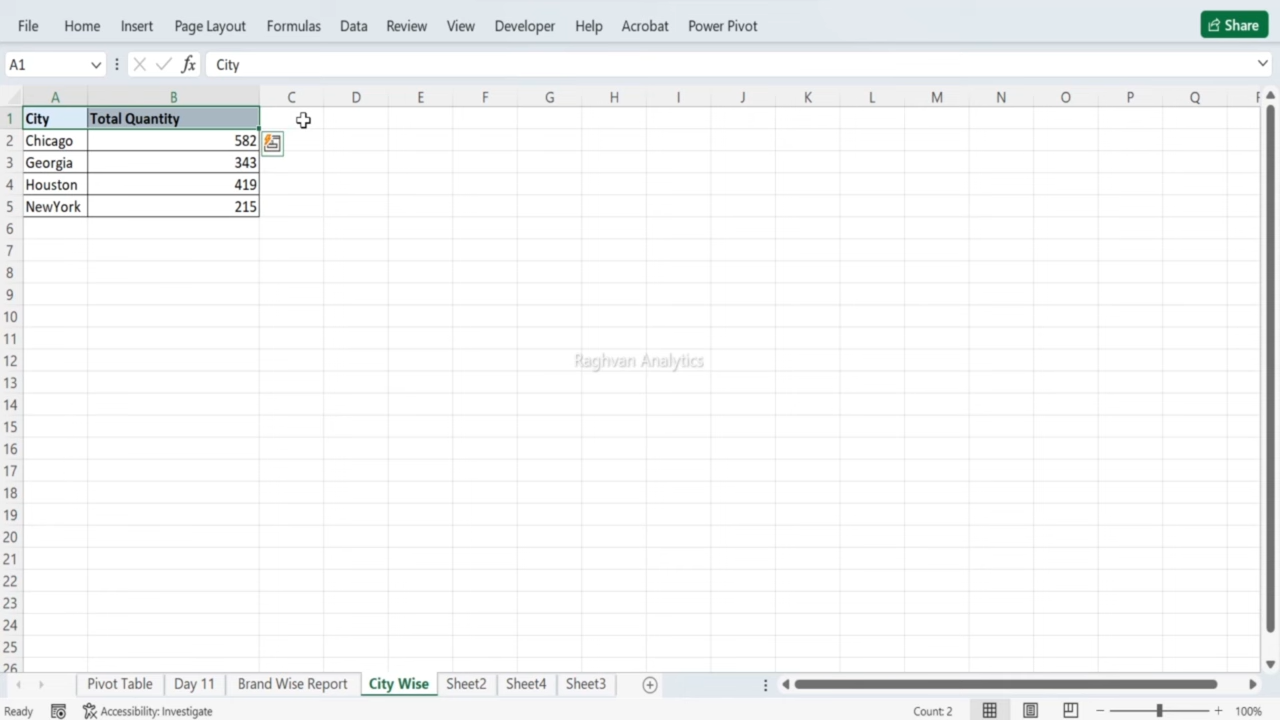 File Home Insert Page Layout Formulas Data Review View Developer Help Acrobat Power Pivot Share
A1 fx City
A B C D E F G H I J K L M N O P Q
1 City Total Quantity
2 Chicago 582
3 Georgia 343
4 Houston 419
5 NewYork 215
6
7
8
9
10
11
12 Raghvan Analytics
13
14
15
16
17
18
19
20
21
22
23
24
25
26
Pivot Table Day 11 Brand Wise Report City Wise Sheet2 Sheet4 Sheet3
Ready Accessibility: Investigate Count: 2 100%